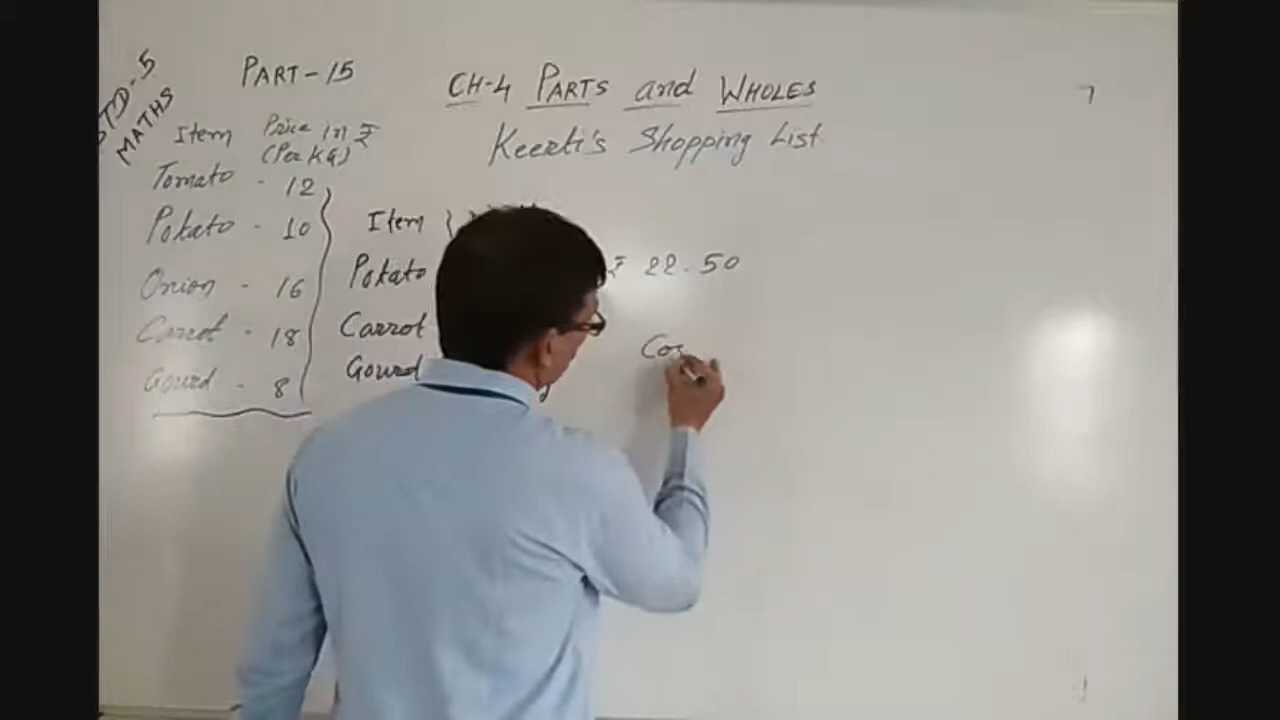 STD-5
MATHS
PART-15
CH-4 PARTS and WHOLES
Keerti's Shopping List
Item Price in ₹
(Per KG)
Tomato - 12
Potato - 10
Onion - 16
Carrot - 18
Gourd - 8
Item
Potato ₹ 22.50
Carrot
Gourd
Cos